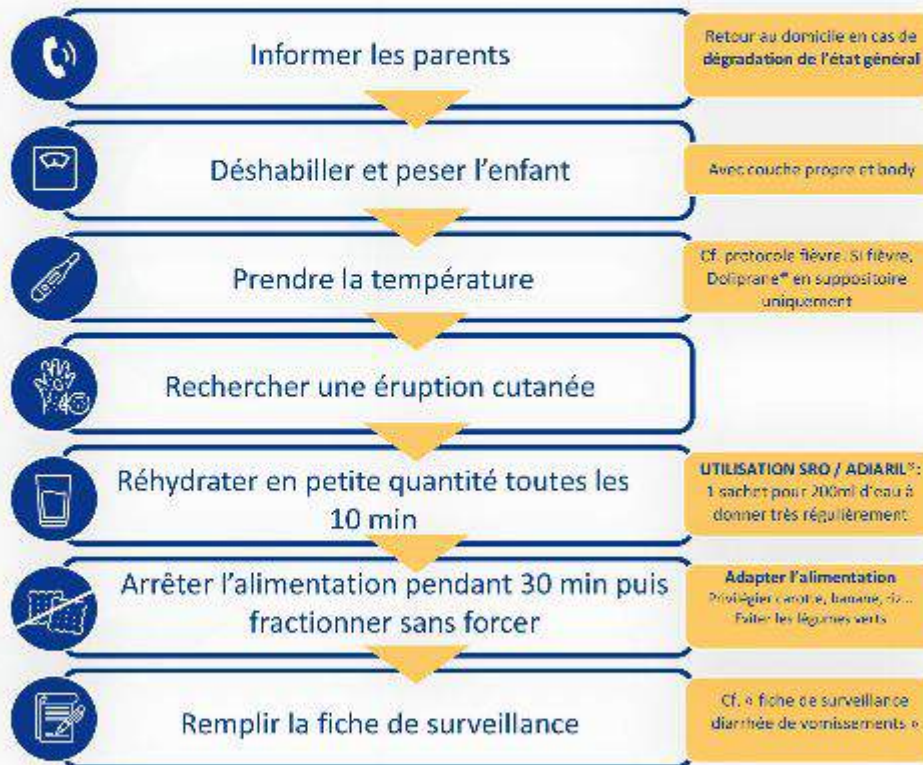 Informer les parents
Retour au domicile en cas de
dégradation de l'état général
Déshabiller et peser l'enfant
Avec couche propre et body
Prendre la température
Cf. protocole fièvre. Si fièvre,
Doliprane® en suppositoire
uniquement
Rechercher une éruption cutanée
Réhydrater en petite quantité toutes les
10 min
UTILISATION SRO / ADIARIL® :
1 sachet pour 200ml d'eau à
donner très régulièrement
Arrêter l'alimentation pendant 30 min puis
fractionner sans forcer
Adapter l'alimentation
Privilégier carotte, banane, riz...
Eviter les légumes verts
Remplir la fiche de surveillance
Cf. « fiche de surveillance
diarrhée de vomissements »